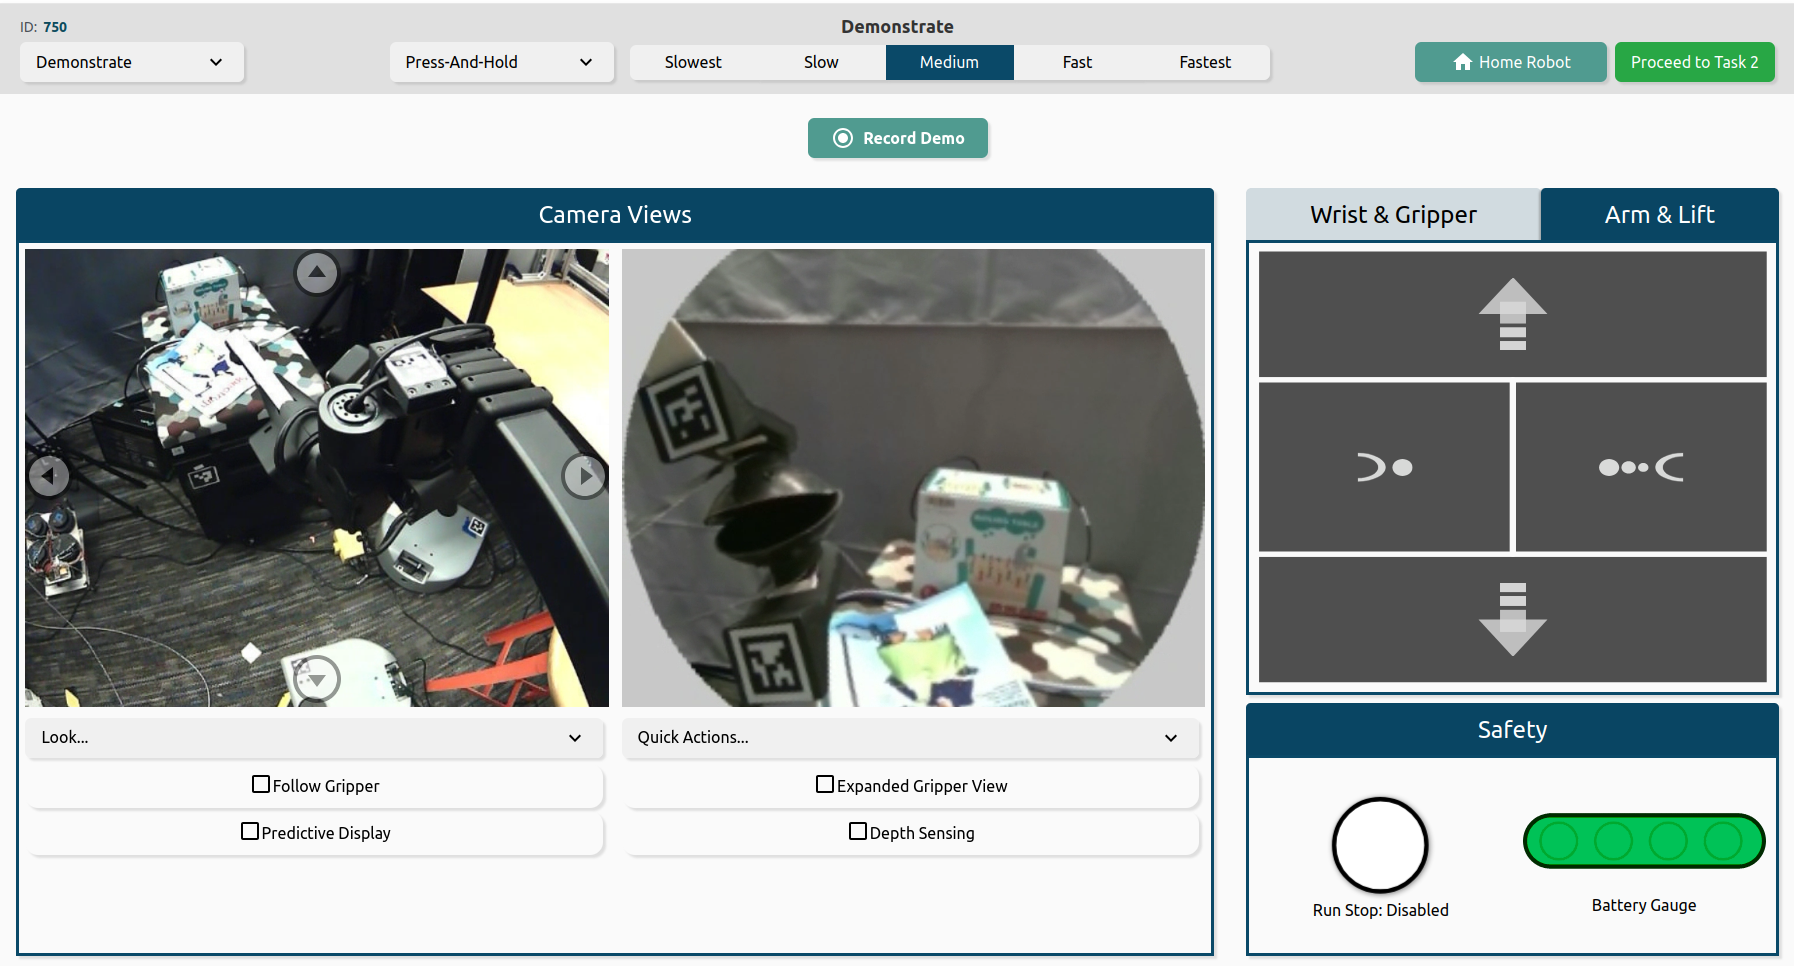 ID: 750
Demonstrate
Demonstrate
Press-And-Hold
Slowest
Slow
Medium
Fast
Fastest
Home Robot
Proceed to Task 2
Record Demo
Camera Views
Look...
Follow Gripper
Predictive Display
Quick Actions...
Expanded Gripper View
Depth Sensing
Wrist & Gripper
Arm & Lift
Safety
Run Stop: Disabled
Battery Gauge